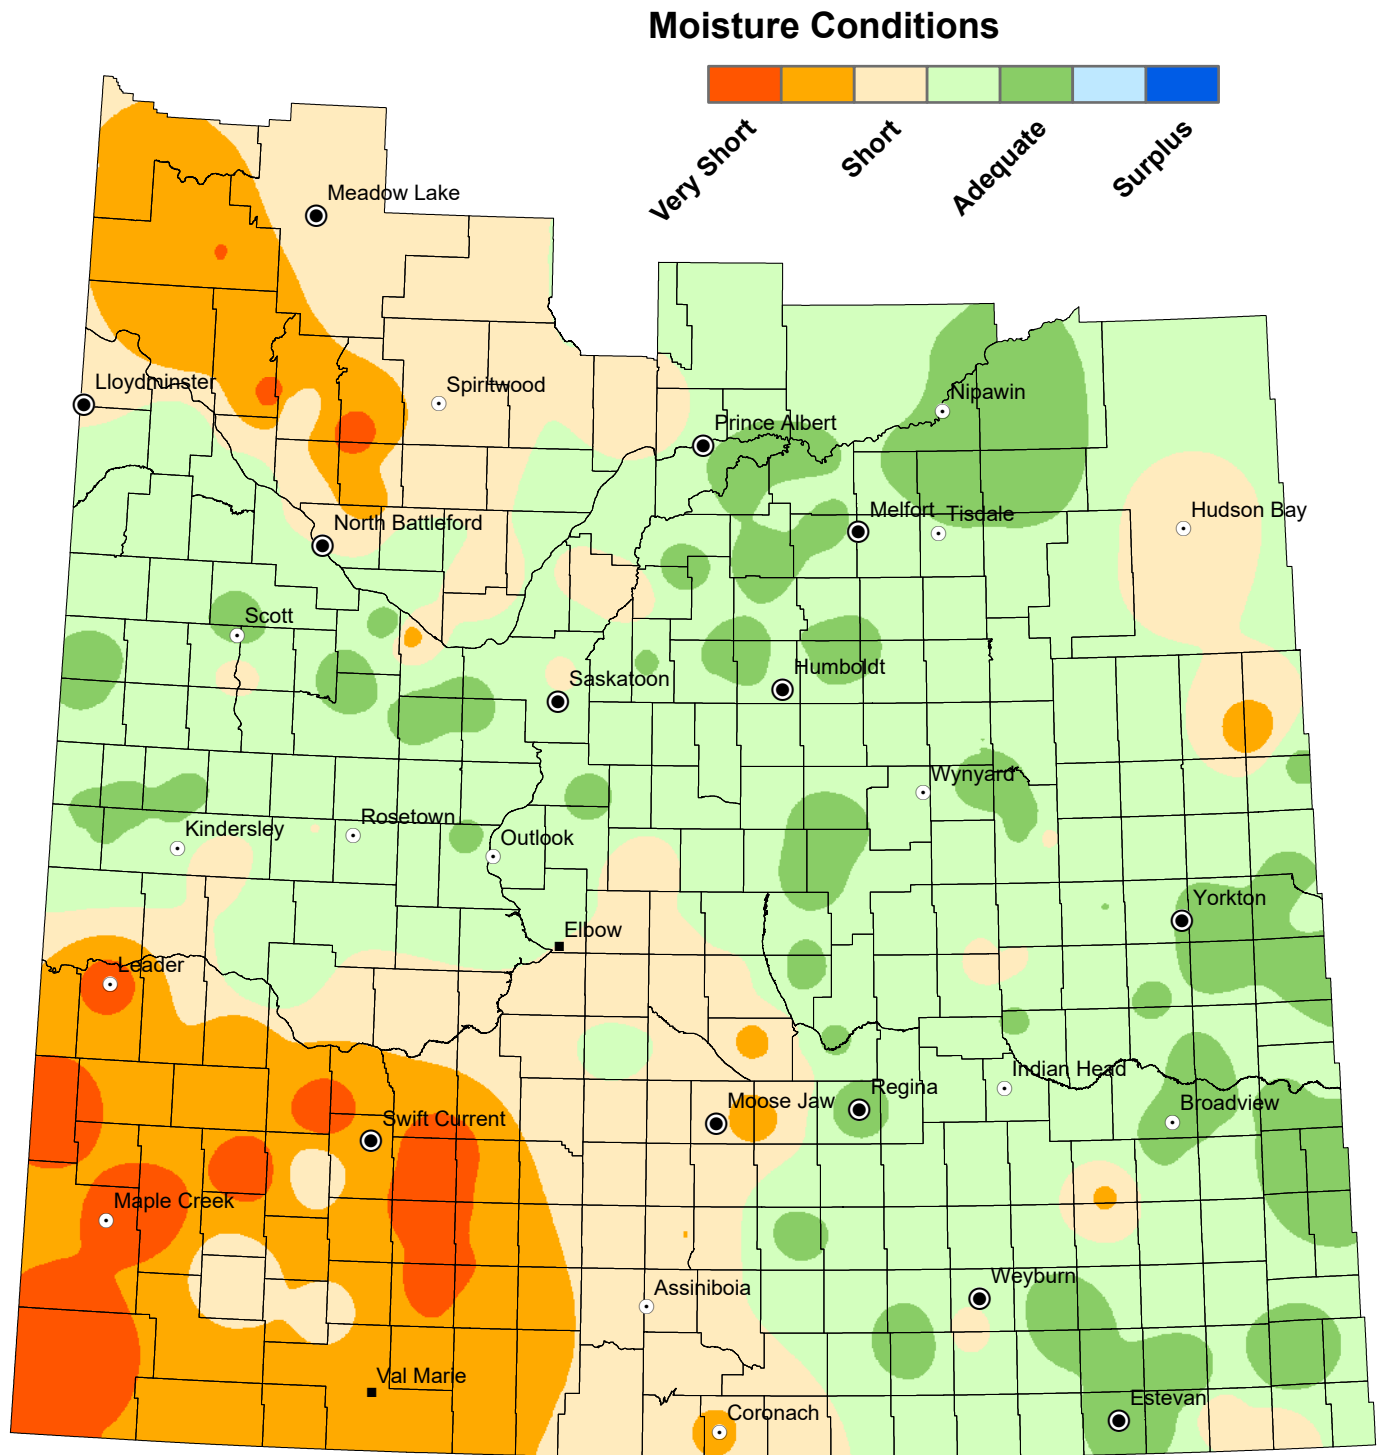 Moisture Conditions
Very Short
Short
Adequate
Surplus
Meadow Lake
Lloydminster
Spiritwood
Nipawin
Prince Albert
North Battleford
Melfort
Tisdale
Hudson Bay
Scott
Saskatoon
Humboldt
Wynyard
Kindersley
Rosetown
Outlook
Yorkton
Elbow
Leader
Swift Current
Moose Jaw
Regina
Indian Head
Broadview
Maple Creek
Assiniboia
Weyburn
Val Marie
Coronach
Estevan